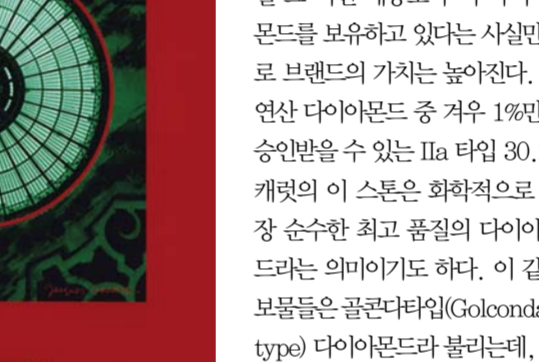 몬드를 보유하고 있다는 사실만
로 브랜드의 가치는 높아진다.
연산 다이아몬드 중 겨우 1%만
승인받을 수 있는 IIa 타입 30.
캐럿의 이 스톤은 화학적으로
장 순수한 최고 품질의 다이아
드라는 의미이기도 하다. 이 같
보물들은 골콘다타입(Golconda
type) 다이아몬드라 불리는데,